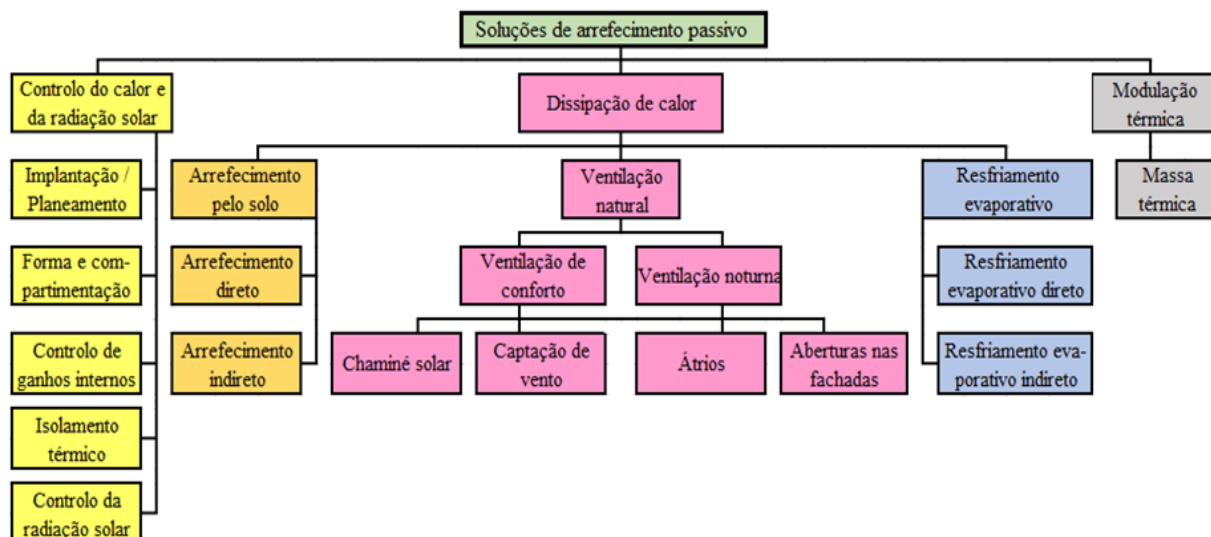 Soluções de arrefecimento passivo
Controlo do calor e
da radiação solar
Dissipação de calor
Modulação
térmica
Implantação /
Planeamento
Arrefecimento
pelo solo
Ventilação
natural
Resfriamento
evaporativo
Massa
térmica
Forma e com-
partimentação
Arrefecimento
direto
Ventilação de
conforto
Ventilação noturna
Resfriamento
evaporativo direto
Controlo de
ganhos internos
Arrefecimento
indireto
Chaminé solar
Captação de
vento
Átrios
Aberturas nas
fachadas
Resfriamento eva-
porativo indireto
Isolamento
térmico
Controlo da
radiação solar